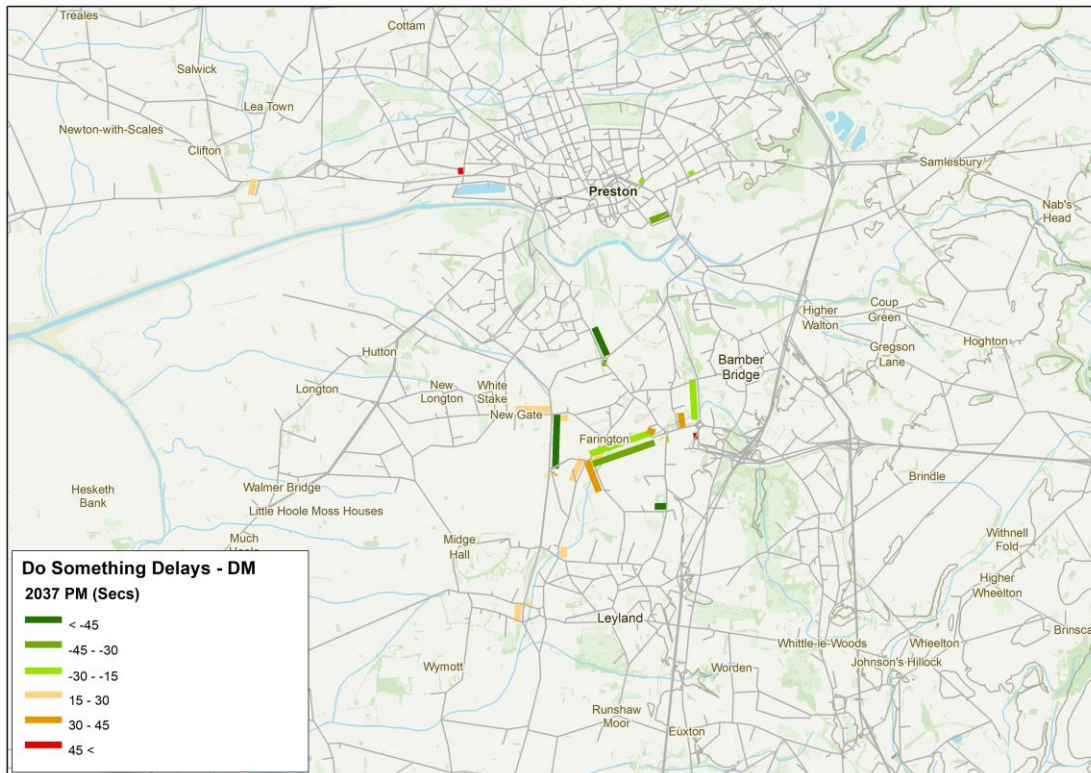 Treales
Cottam
Salwick
Lea Town
Newton-with-Scales
Clifton
Samlesbury
Preston
Nab's
Head
Higher
Walton
Coup
Green
Gregson
Lane
Hoghton
Hutton
Bamber
Bridge
Longton
New
Longton
White
Stake
New Gate
Farington
Hesketh
Bank
Walmer Bridge
Little Hoole Moss Houses
Brindle
Much
Midge
Hall
Withnell
Fold
Higher
Wheelton
Leyland
Whittle-le-Woods
Wheelton
Brinsca
Johnson's Hillock
Wymott
Worden
Runshaw
Moor
Euxton
Do Something Delays - DM
2037 PM (Secs)
< -45
-45 - -30
-30 - -15
15 - 30
30 - 45
45 <